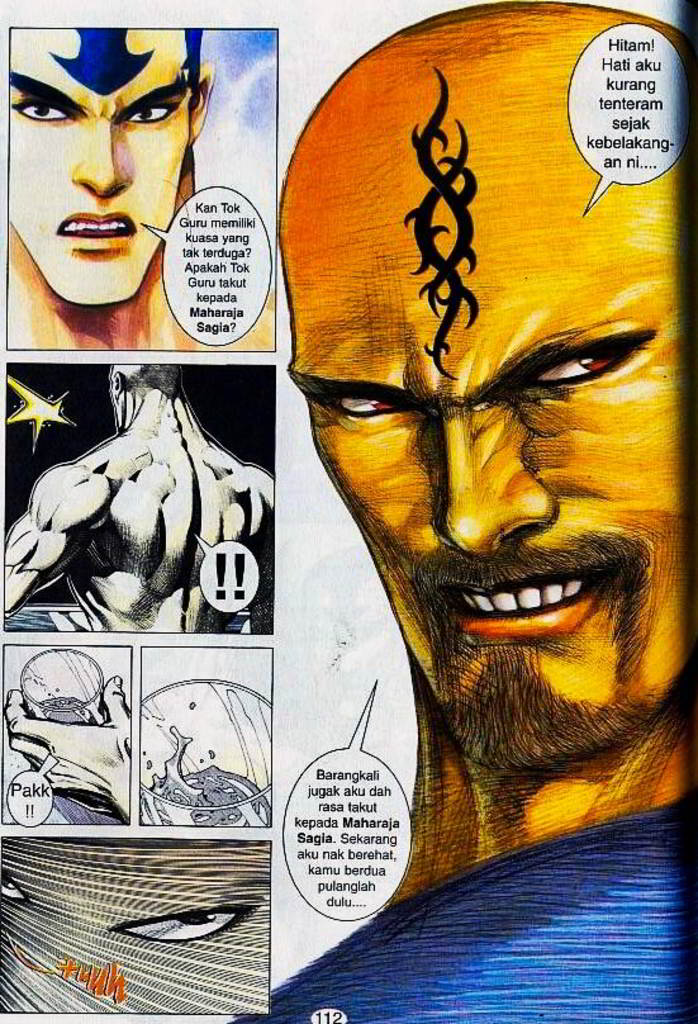 Hitam!
Hati aku
kurang
tenteram
sejak
kebelakang-
an ni....
Kan Tok
Guru memiliki
kuasa yang
tak terduga?
Apakah Tok
Guru takut
kepada
Maharaja
Sagia?
!!
Pakk
!!
Barangkali
jugak aku dah
rasa takut
kepada Maharaja
Sagia. Sekarang
aku nak berehat,
kamu berdua
pulanglah
dulu....
112